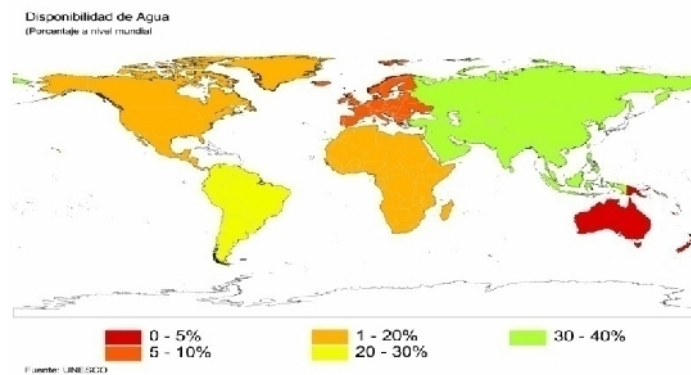 Disponibilidad de Agua
(Porcentaje a nivel mundial
0 - 5%
1 - 20%
30 - 40%
5 - 10%
20 - 30%
Fuente: UNESCO